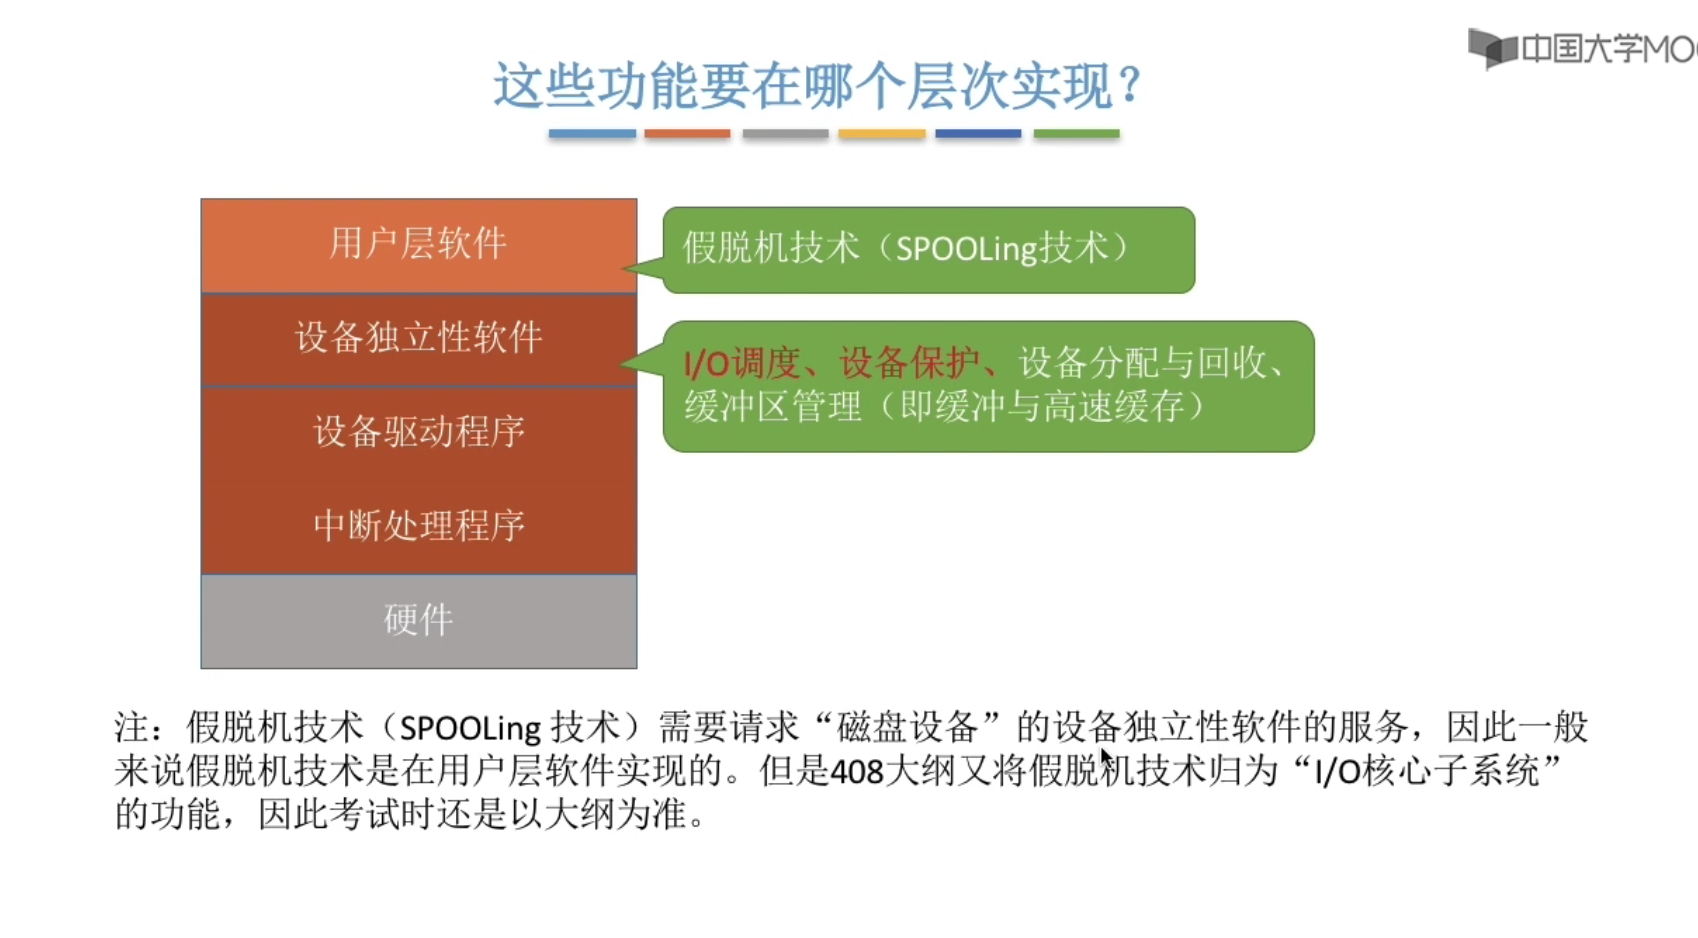 中国大学MOO
这些功能要在哪个层次实现？
用户层软件
假脱机技术（SPOOLing技术）
设备独立性软件
I/O调度、设备保护、设备分配与回收、
缓冲区管理（即缓冲与高速缓存）
设备驱动程序
中断处理程序
硬件
注：假脱机技术（SPOOLing 技术）需要请求“磁盘设备”的设备独立性软件的服务，因此一般
来说假脱机技术是在用户层软件实现的。但是408大纲又将假脱机技术归为“I/O核心子系统”
的功能，因此考试时还是以大纲为准。